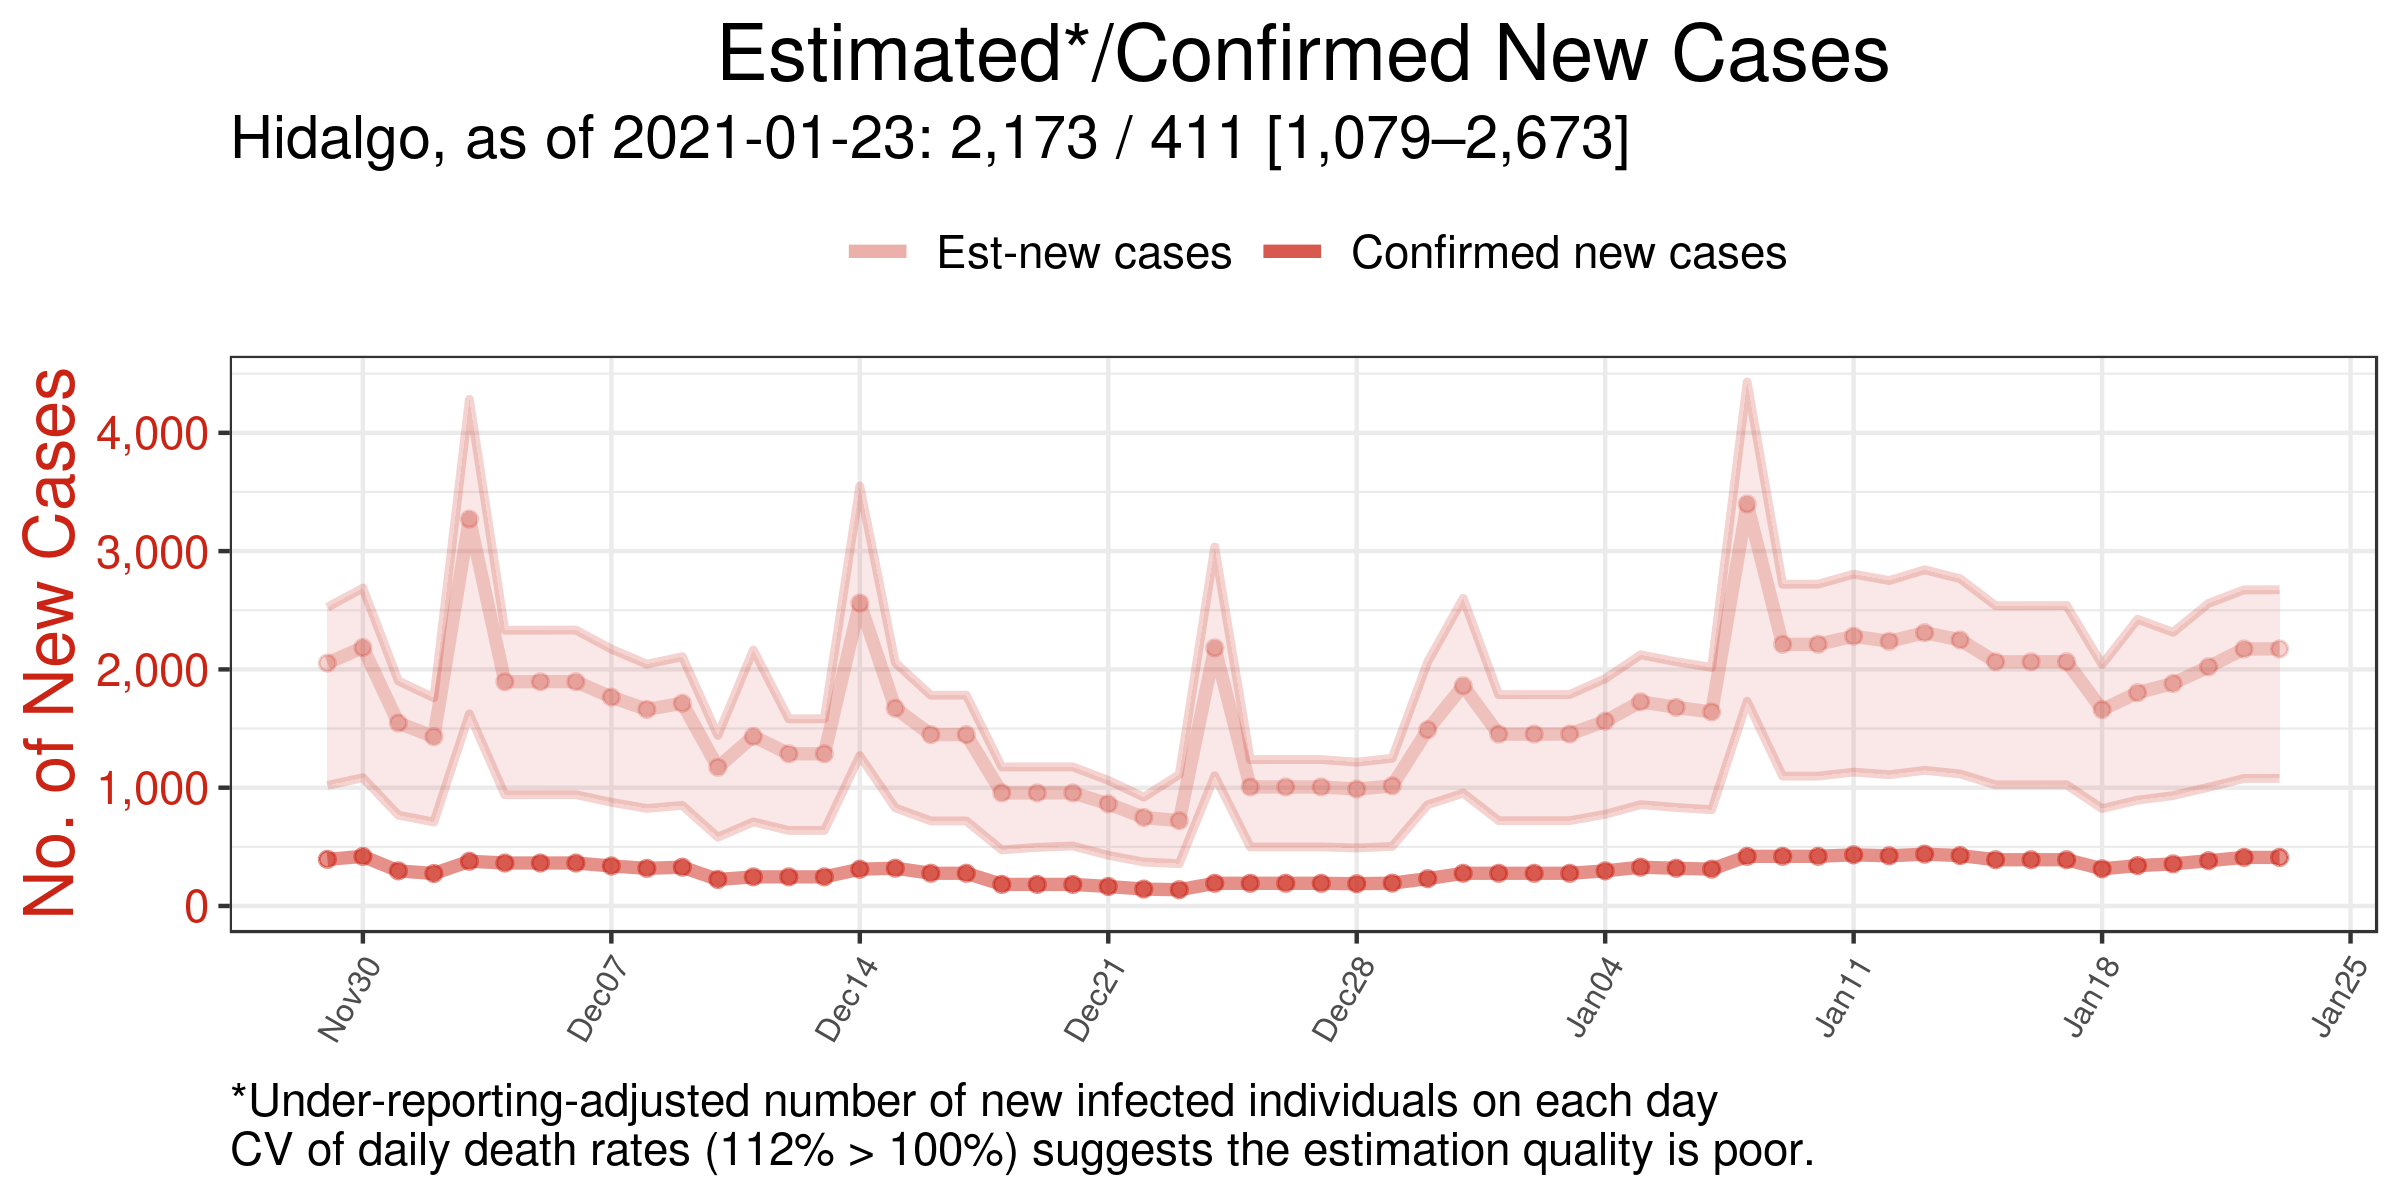 Estimated*/Confirmed New Cases
Hidalgo, as of 2021-01-23: 2,173 / 411 [1,079–2,673]
Est-new cases Confirmed new cases
No. of New Cases
4,000
3,000
2,000
1,000
0
Nov30 Dec07 Dec14 Dec21 Dec28 Jan04 Jan11 Jan18 Jan25
*Under-reporting-adjusted number of new infected individuals on each day
CV of daily death rates (112% > 100%) suggests the estimation quality is poor.